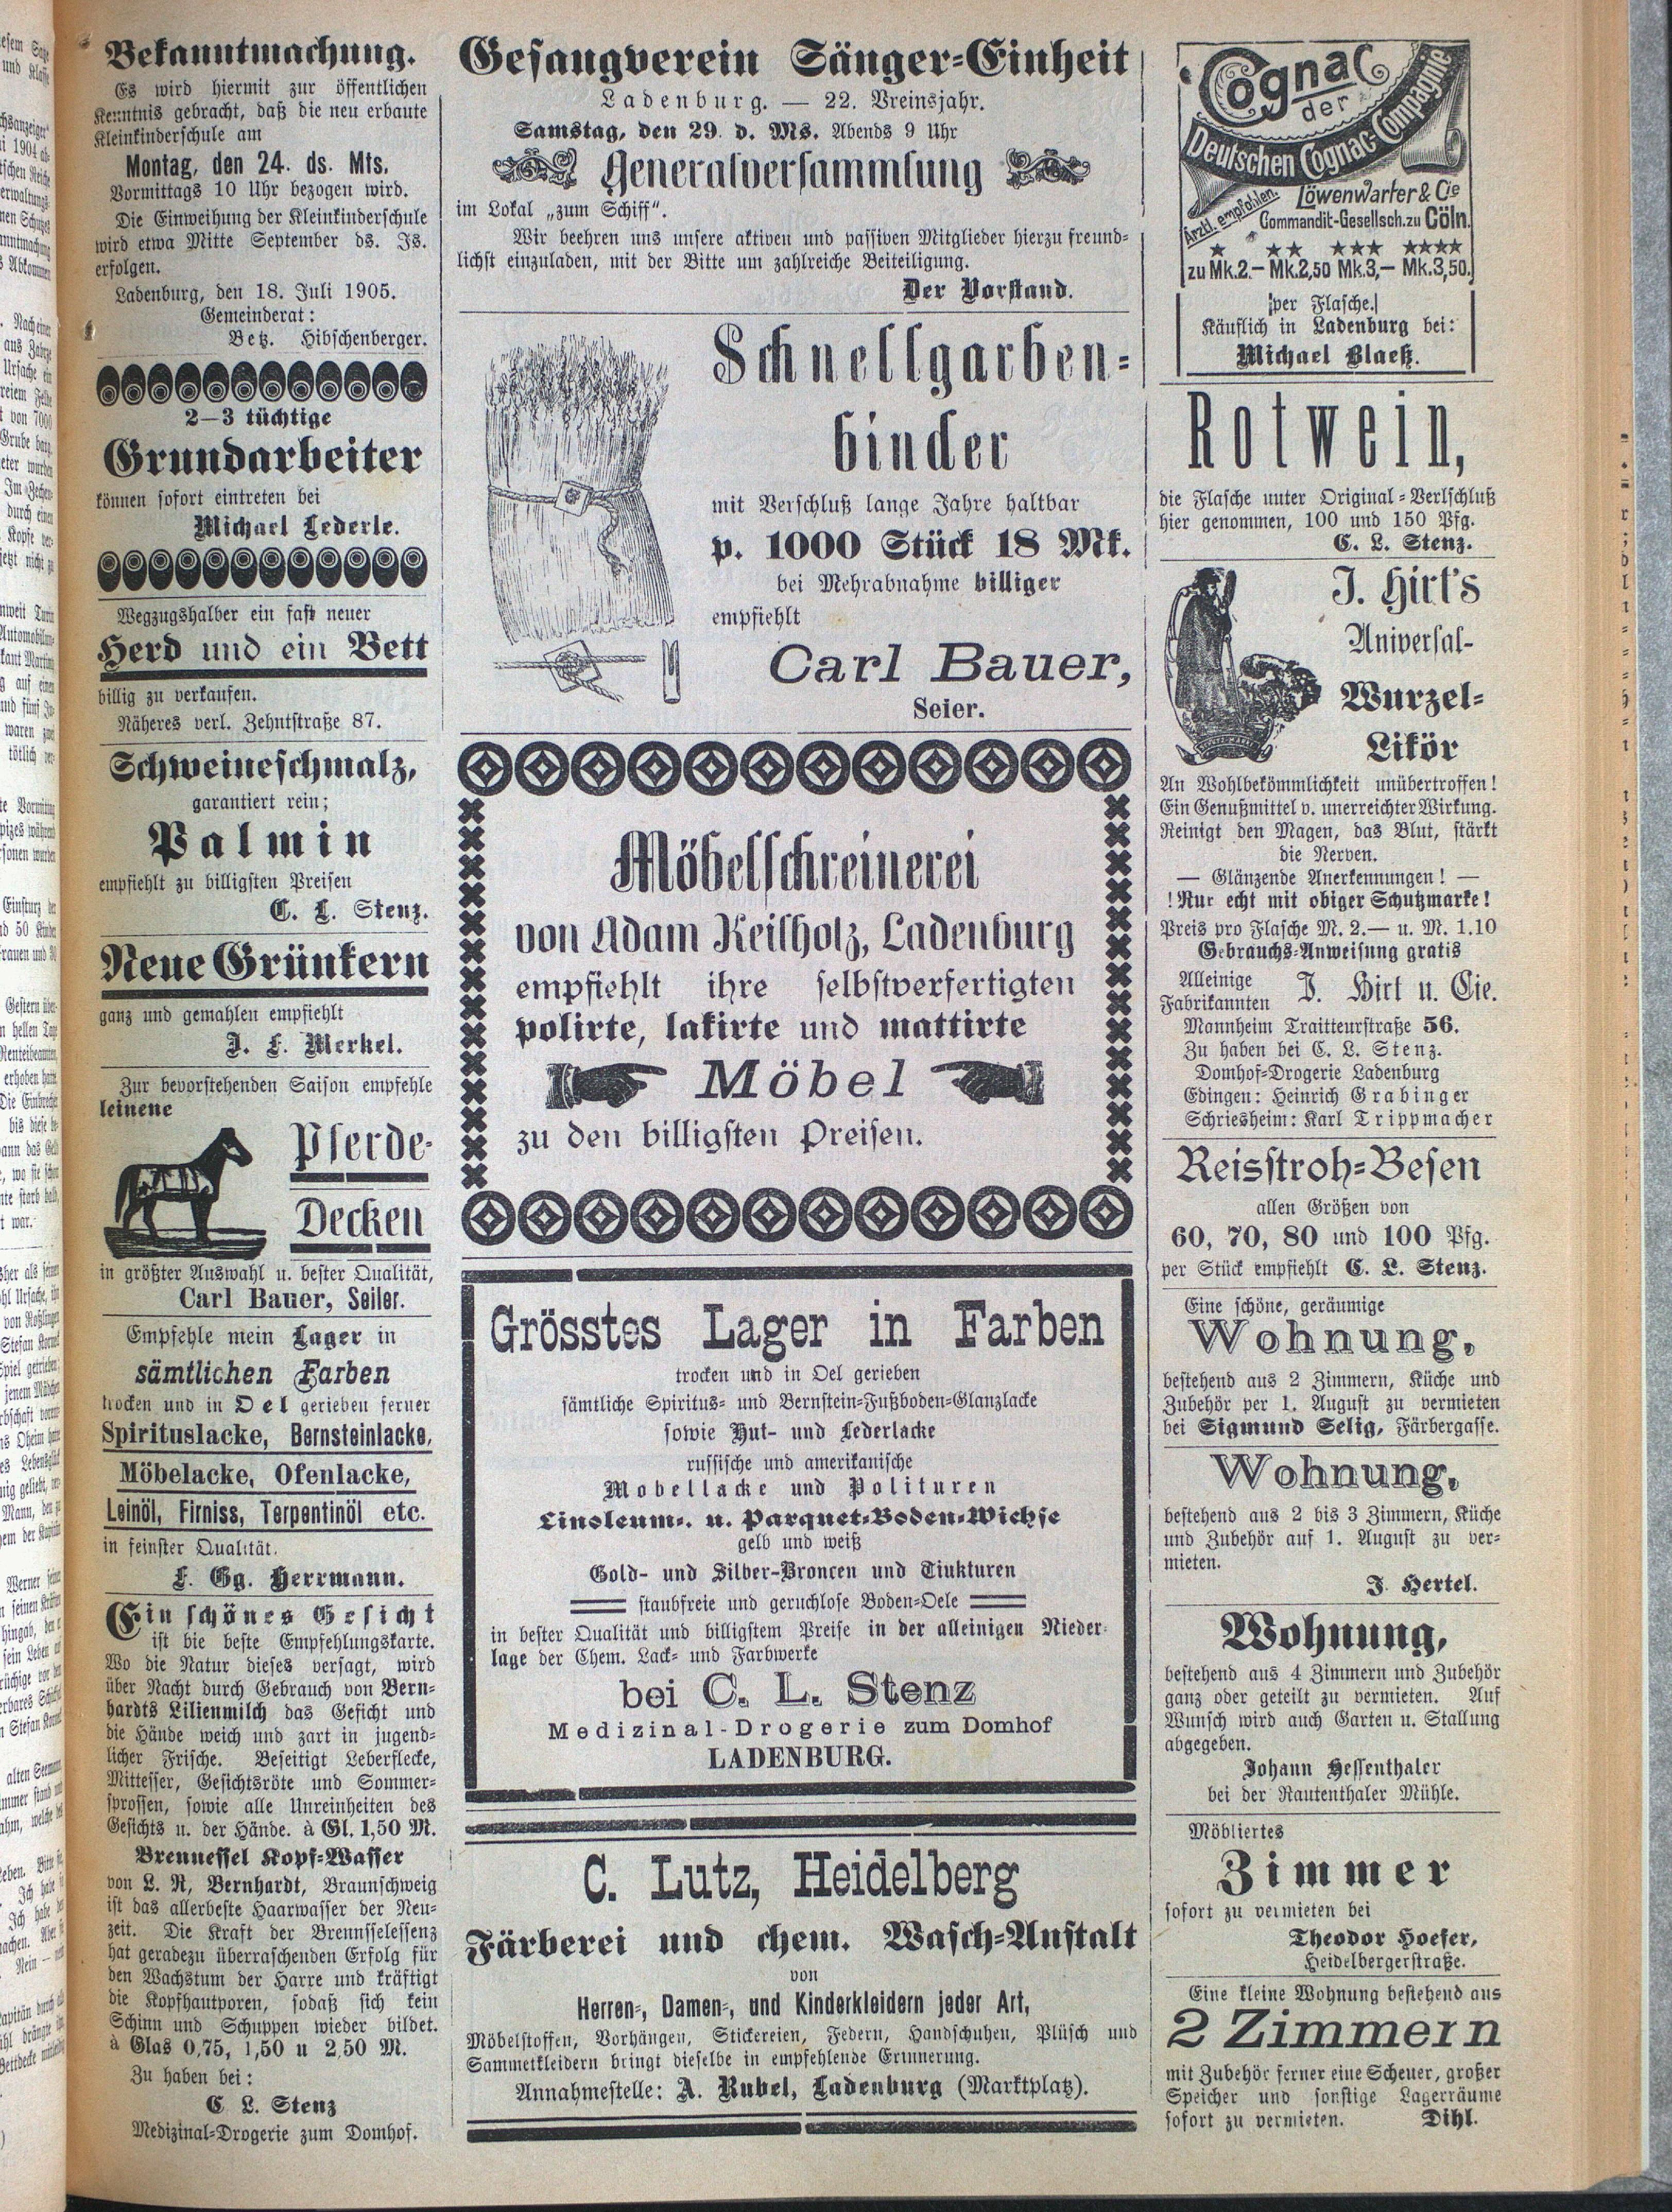 Bekanntmachung.
Es wird hiermit zur öffentlichen
Kenntnis gebracht, daß die neu erbaute
Kleinkinderschule am
Montag, den 24. ds. Mts.
Vormittags 10 Uhr bezogen wird.
Die Einweihung der Kleinkinderschule
wird etwa Mitte September ds. Js.
erfolgen.
Ladenburg, den 18. Juli 1905.
Gemeinderat:
Betz. Hibschenberger.
2—3 tüchtige
Grundarbeiter
können sofort eintreten bei
Michael Lederle.
Wegzugshalber ein fast neuer
Herd und ein Bett
billig zu verkaufen.
Näheres verl. Zehntstraße 87.
Schweineschmalz,
garantiert rein;
Palmin
empfiehlt zu billigsten Preisen
C. L. Stenz.
Neue Grünkern
ganz und gemahlen empfiehlt
J. F. Merkel.
Zur bevorstehenden Saison empfehle
leinene
Pferde-
Decken
in größter Auswahl u. bester Qualität,
Carl Bauer, Seiler.
Empfehle mein Lager in
sämtlichen Farben
trocken und in Oel gerieben ferner
Spirituslacke, Bernsteinlacke,
Möbelacke, Ofenlacke,
Leinöl, Firniss, Terpentinöl etc.
in feinster Qualität.
F. Gg. Herrmann.
Ein schönes Gesicht
ist bie beste Empfehlungskarte.
Wo die Natur dieses versagt, wird
über Nacht durch Gebrauch von Bern-
hardts Lilienmilch das Gesicht und
die Hände weich und zart in jugend-
licher Frische. Beseitigt Leberflecke,
Mittesser, Gesichtsröte und Sommer-
sprossen, sowie alle Unreinheiten des
Gesichts u. der Hände. à Gl. 1,50 M.
Brennessel Kopf-Wasser
von L. N, Bernhardt, Braunschweig
ist das allerbeste Haarwasser der Neu-
zeit. Die Kraft der Brennsselessenz
hat geradezu überraschenden Erfolg für
den Wachstum der Harre und kräftigt
die Kopfhautporen, sodaß sich kein
Schinn und Schuppen wieder bildet.
à Glas 0,75, 1,50 u 2,50 M.
Zu haben bei:
C L. Stenz
Medizinal-Drogerie zum Domhof.
Gesangverein Sänger-Einheit
Ladenburg. — 22. Vreinsjahr.
Samstag, den 29. d. Ms. Abends 9 Uhr
Generalversammlung
im Lokal „zum Schiff“.
Wir beehren uns unsere aktiven und passiven Mitglieder hierzu freund-
lichst einzuladen, mit der Bitte um zahlreiche Beiteiligung.
Der Vorstand.
Schnellgarben-
binder
mit Verschluß lange Jahre haltbar
p. 1000 Stück 18 Mk.
bei Mehrabnahme billiger
empfiehlt
Carl Bauer,
Seier.
Möbelschreinerei
von Adam Keilholz, Ladenburg
empfiehlt ihre selbstverfertigten
polirte, lakirte und mattirte
Möbel
zu den billigsten Preisen.
Grösstes Lager in Farben
trocken und in Oel gerieben
sämtliche Spiritus- und Bernstein-Fußboden-Glanzlacke
sowie Hut- und Lederlacke
russische und amerikanische
Mobellacke und Polituren
Linoleum-. u. Parquet-Boden-Wichse
gelb und weiß
Gold- und Silber-Broncen und Tinkturen
staubfreie und geruchlose Boden-Oele
in bester Qualität und billigstem Preise in der alleinigen Nieder-
lage der Chem. Lack- und Farbwerke
bei C. L. Stenz
Medizinal-Drogerie zum Domhof
LADENBURG.
C. Lutz, Heidelberg
Färberei und chem. Wasch-Anstalt
von
Herren-, Damen-, und Kinderkleidern jeder Art,
Möbelstoffen, Vorhängen, Stickereien, Federn, Handschuhen, Plüsch und
Sammetkleidern bringt dieselbe in empfehlende Erinnerung.
Annahmestelle: A. Rubel, Ladenburg (Marktplatz).
Cognac
der
Deutschen Cognac-Compagnie
Löwenwarter & Cie
Ärztl. empfohlen.
Commandit-Gesellsch. zu Cöln.
★ ★★ ★★★ ★★★★
zu Mk.2.— Mk.2,50 Mk.3,— Mk.3,50.
per Flasche.
Käuflich in Ladenburg bei:
Michael Blaeß.
Rotwein,
die Flasche unter Original-Verlschluß
hier genommen, 100 und 150 Pfg.
C. L. Stenz.
J. Hirt's
Universal-
Wurzel-
Likör
An Wohlbekömmlichkeit unübertroffen!
Ein Genußmittel v. unerreichter Wirkung.
Reinigt den Magen, das Blut, stärkt
die Nerven.
— Glänzende Anerkennungen! —
!Nur echt mit obiger Schutzmarke!
Preis pro Flasche M. 2.— u. M. 1.10
Gebrauchs-Anweisung gratis
Alleinige
Fabrikannten J. Hirt u. Cie.
Mannheim Traitteurstraße 56.
Zu haben bei C. L. Stenz.
Domhof-Drogerie Ladenburg
Edingen: Heinrich Grabinger
Schriesheim: Karl Trippmacher
Reisstroh-Besen
allen Größen von
60, 70, 80 und 100 Pfg.
per Stück empfiehlt C. L. Stenz.
Eine schöne, geräumige
Wohnung,
bestehend aus 2 Zimmern, Küche und
Zubehör per 1. August zu vermieten
bei Sigmund Selig, Färbergasse.
Wohnung,
bestehend aus 2 bis 3 Zimmern, Küche
und Zubehör auf 1. August zu ver-
mieten.
J. Hertel.
Wohnung,
bestehend aus 4 Zimmern und Zubehör
ganz oder geteilt zu vermieten. Auf
Wunsch wird auch Garten u. Stallung
abgegeben.
Johann Hessenthaler
bei der Rautenthaler Mühle.
Möbliertes
Zimmer
sofort zu vermieten bei
Theodor Hoefer,
Heidelbergerstraße.
Eine kleine Wohnung bestehend aus
2 Zimmern
mit Zubehör ferner eine Scheuer, großer
Speicher und sonstige Lagerräume
sofort zu vermieten. Dihl.